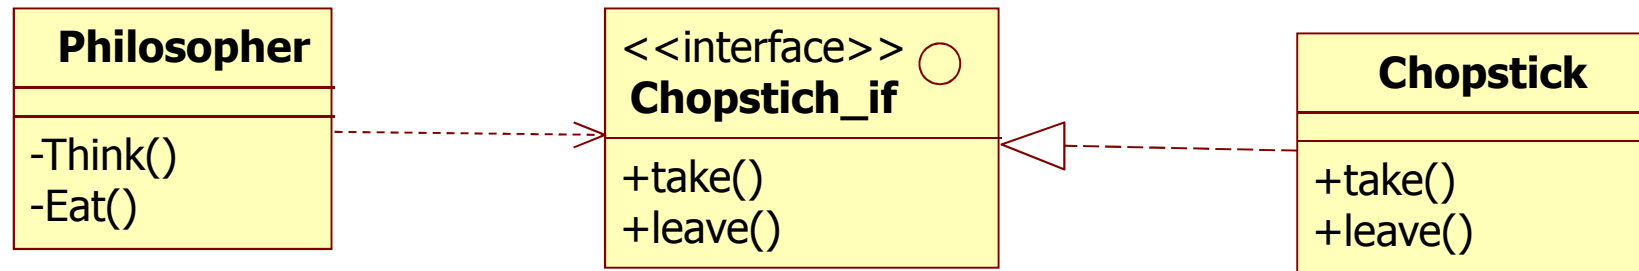 Philosopher
-Think()
-Eat()
<<interface>>
Chopstich_if
+take()
+leave()
Chopstick
+take()
+leave()